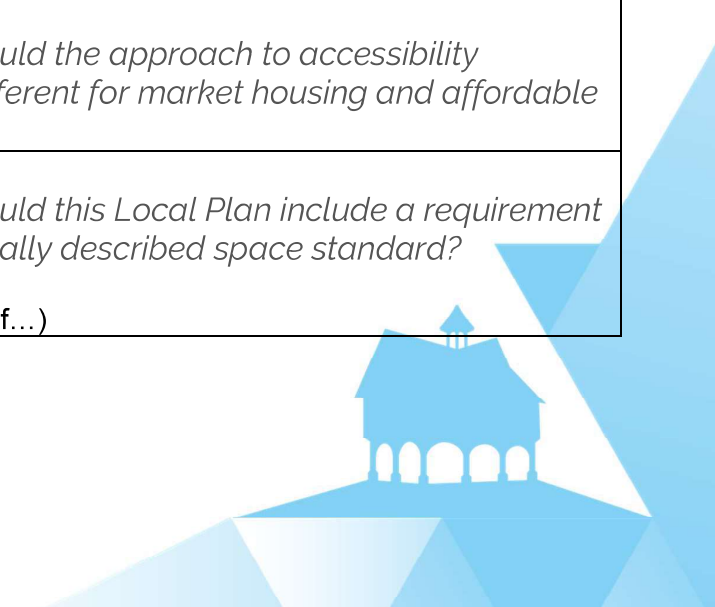 uld the approach to accessibility
ferent for market housing and affordable
uld this Local Plan include a requirement
ally described space standard?
f…)